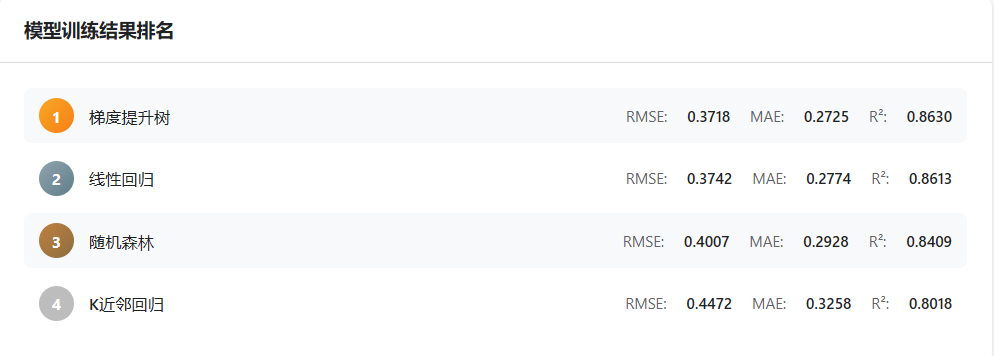 模型训练结果排名
1 梯度提升树 RMSE: 0.3718 MAE: 0.2725 R²: 0.8630
2 线性回归 RMSE: 0.3742 MAE: 0.2774 R²: 0.8613
3 随机森林 RMSE: 0.4007 MAE: 0.2928 R²: 0.8409
4 K近邻回归 RMSE: 0.4472 MAE: 0.3258 R²: 0.8018